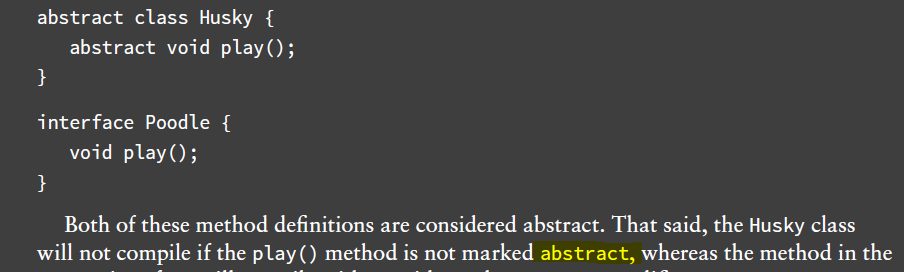 abstract class Husky {
abstract void play();
}
interface Poodle {
void play();
}
Both of these method definitions are considered abstract. That said, the Husky class
will not compile if the play() method is not marked abstract, whereas the method in the